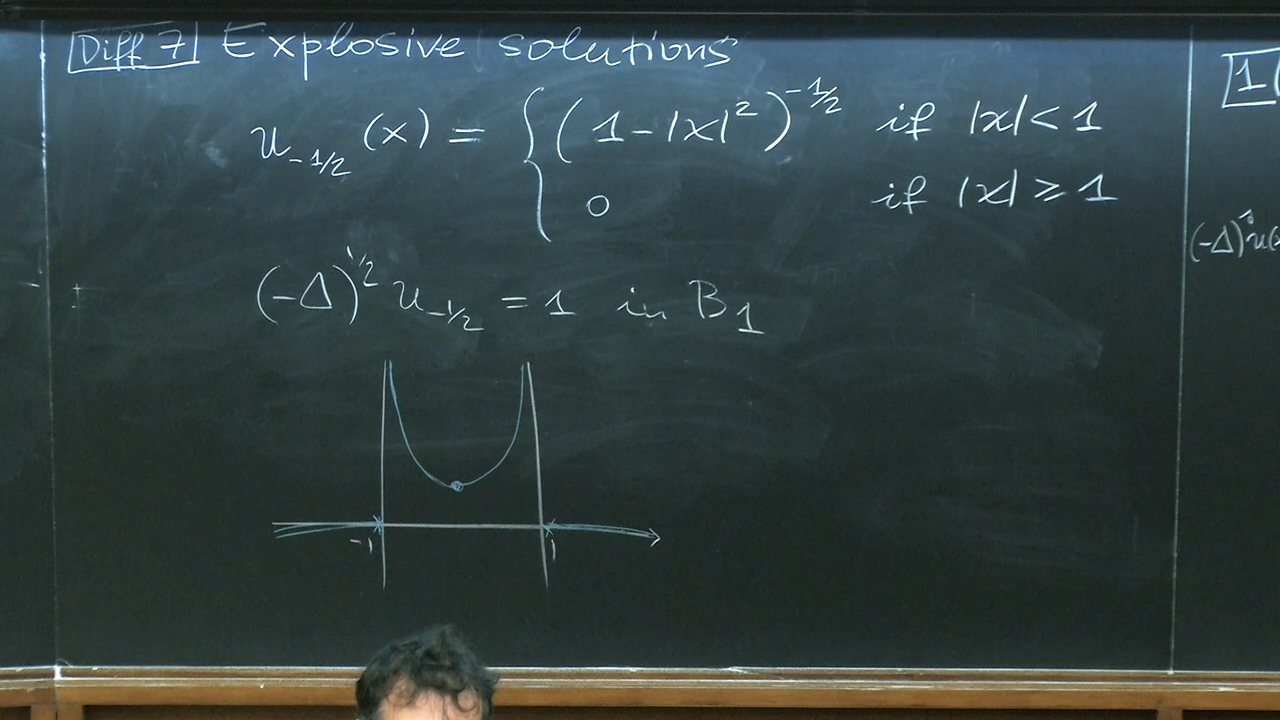 Diff 7 Explosive solutions
u_{-1/2} (x) = { (1-|x|²)^{-1/2} if |x| < 1
0 if |x| ≥ 1
(-Δ)^{1/2} u_{-1/2} = 1 in B_1
-1 1
1
(-Δ)^s u(